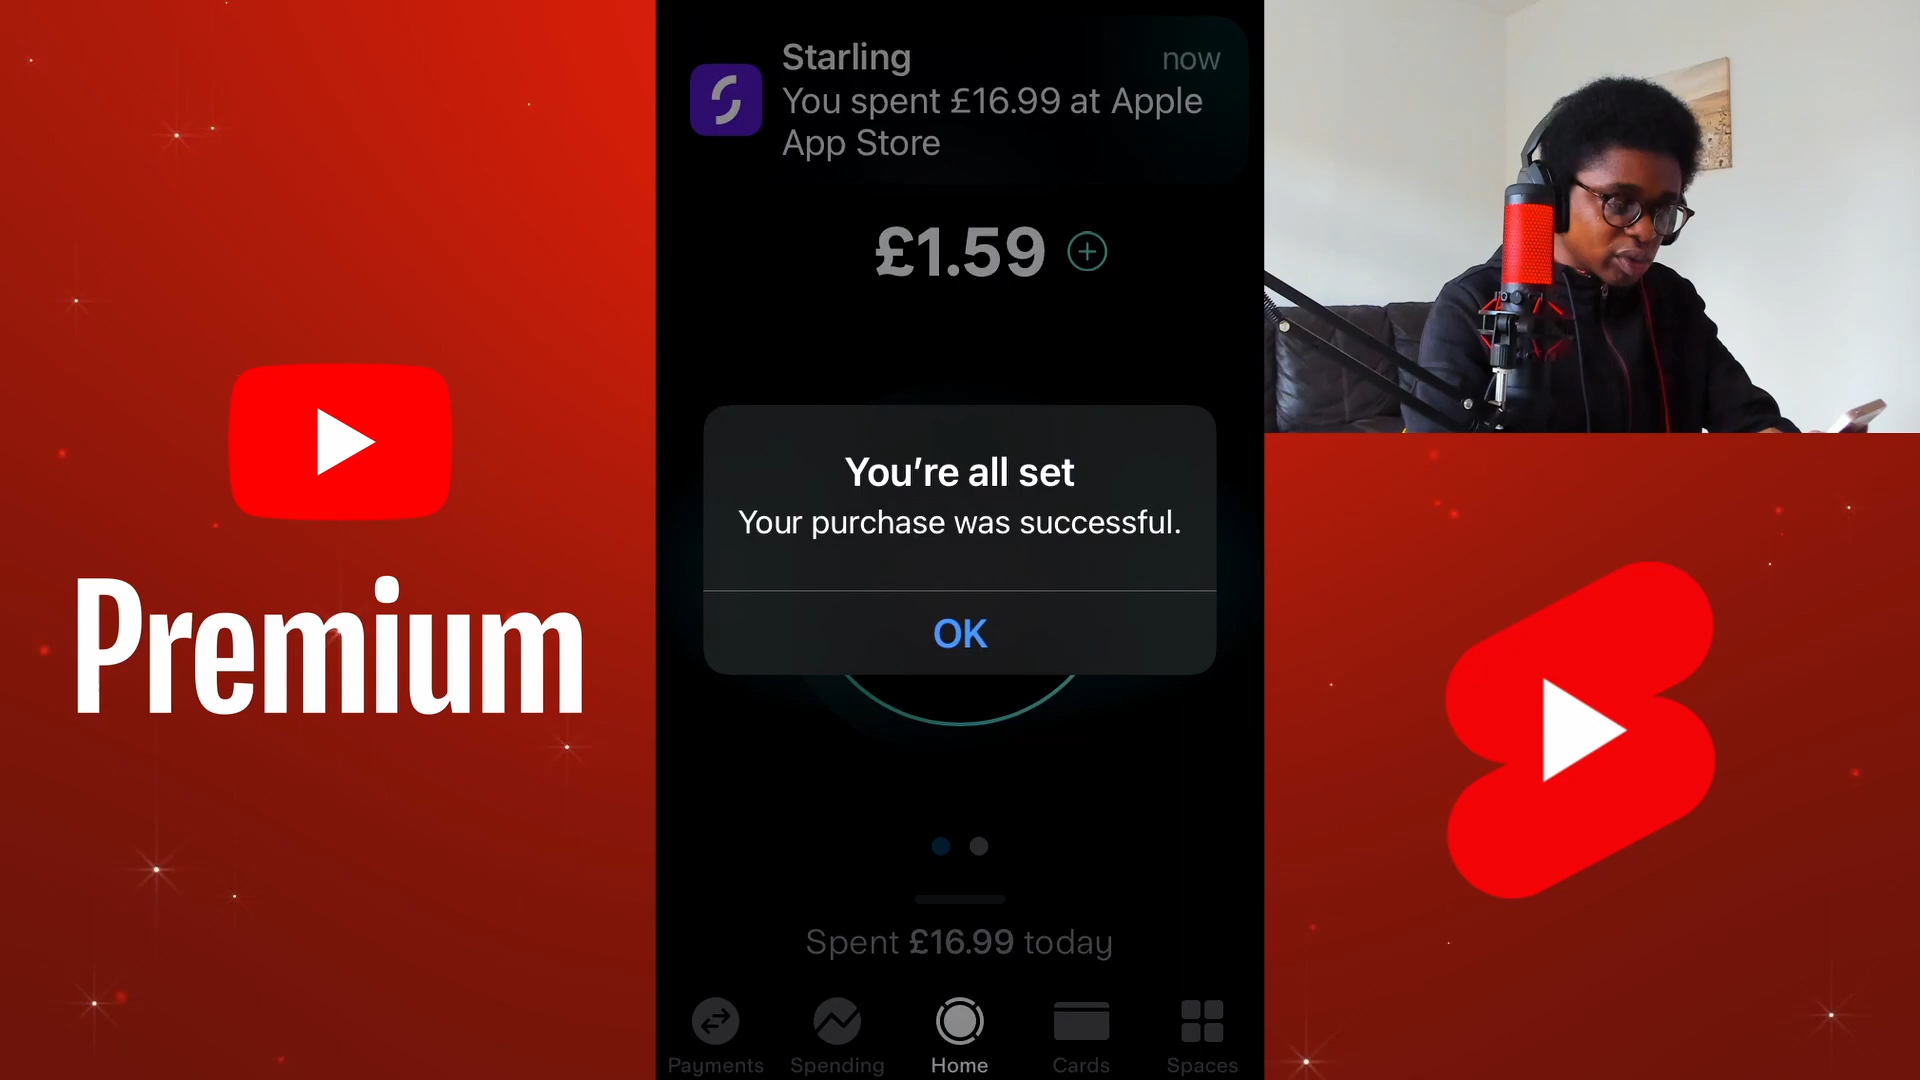 Premium
Starling
now
You spent £16.99 at Apple
App Store
£1.59
You’re all set
Your purchase was successful.
OK
Spent £16.99 today
Payments
Spending
Home
Cards
Spaces